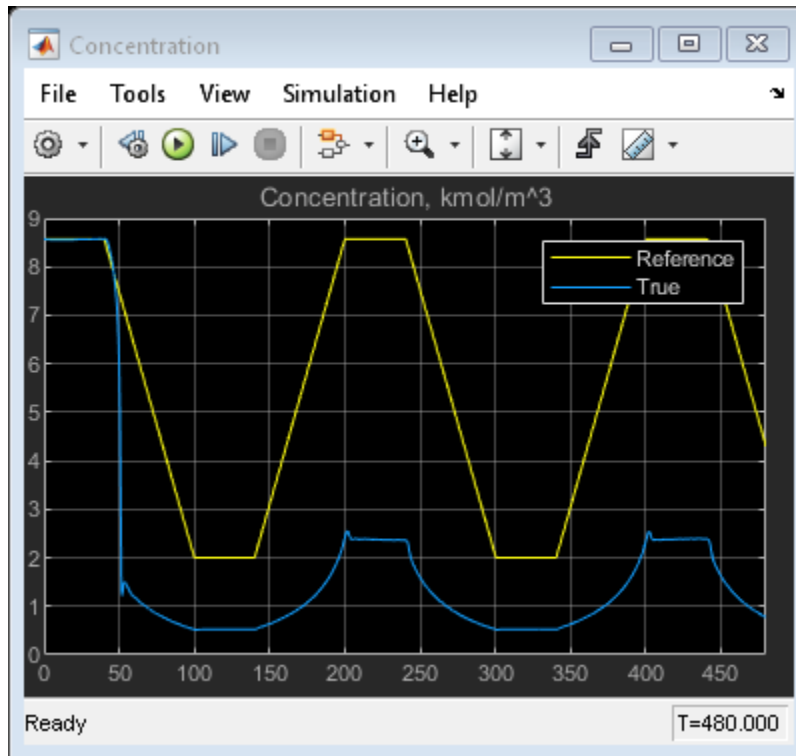 Concentration
File Tools View Simulation Help
Concentration, kmol/m^3
9
8
7
6
5
4
3
2
1
0
Reference
True
0 50 100 150 200 250 300 350 400 450
Ready T=480.000